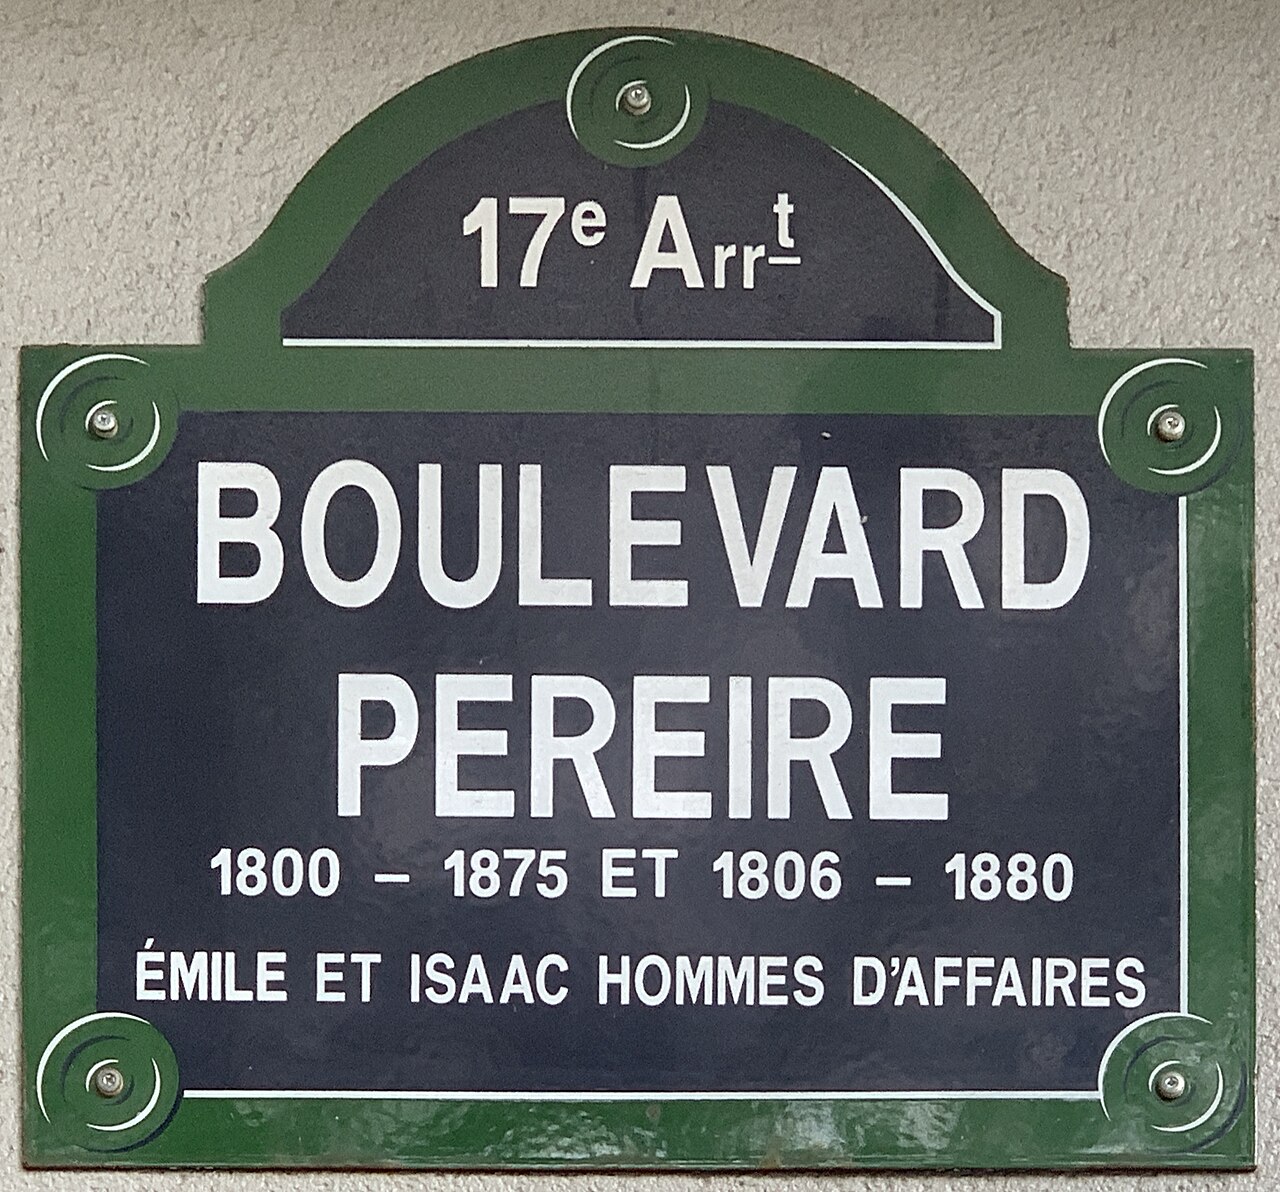 17e Arrt
BOULEVARD
PEREIRE
1800 – 1875 ET 1806 – 1880
ÉMILE ET ISAAC HOMMES D'AFFAIRES